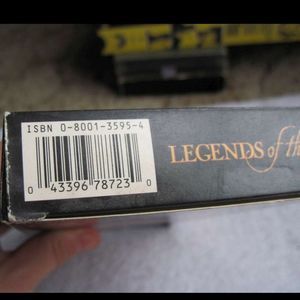 ISBN 0-8001-3595-4
0 43396 78723 0
LEGENDS of th